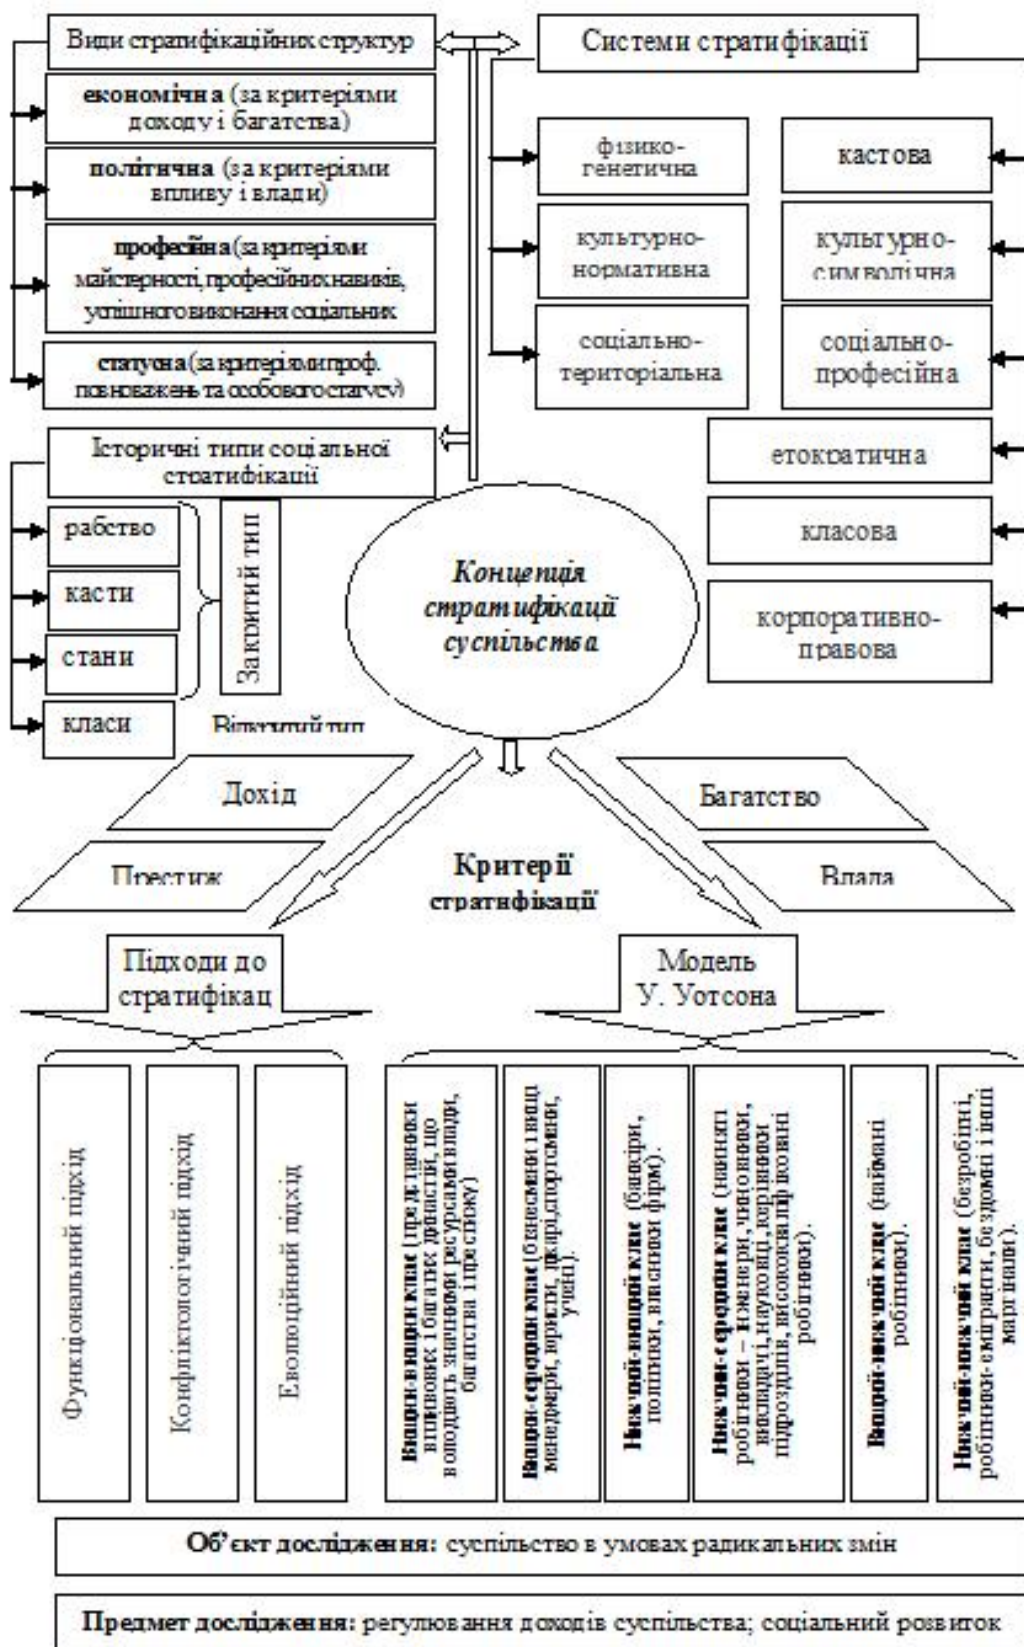 Види стратифікаційних структур
економічна (за критеріями
доходу і багатства)
політична (за критеріями
впливу і влади)
професійна (за критеріями
майстерності, професійних навиків,
успішного виконання соціальних
статусна (за критеріями проф.
повноважень та особового статусу)
Системи стратифікації
фізико-
генетична
культурно-
нормативна
соціально-
територіальна
кастова
культурно-
символічна
соціально-
професійна
етократична
класова
корпоративно-
правова
Історичні типи соціальної
стратифікації
рабство
касти
стани
класи
Закритий тип
Відкритий тип
Концепція
стратифікації
суспільства
Дохід
Престиж
Багатство
Влада
Критерії
стратифікації
Підходи до
стратифікац
Функціональний підхід
Конфліктологічний підхід
Еволюційний підхід
Модель
У. Уотсона
Вищий-вищий клас (представники
впливових і багатих династій, що
володіють значними ресурсами влади,
багатства і престижу)
Вищий-середній клас (бізнесмени і вищі
менеджери, юристи, лікарі, спортсмени,
учені).
Нижчий-вищий клас (банкіри,
політики, власники фірм).
Нижчий-середній клас (наймані
робітники – інженери, чиновники,
викладачі, науковці, керівники
підрозділів, висококваліфіковані
робітники).
Вищий-нижчий клас (наймані
робітники).
Нижчий-нижчий клас (безробітні,
робітники-емігранти, бездомні і інші
маргінали).
Об’єкт дослідження: суспільство в умовах радикальних змін
Предмет дослідження: регулювання доходів суспільства; соціальний розвиток